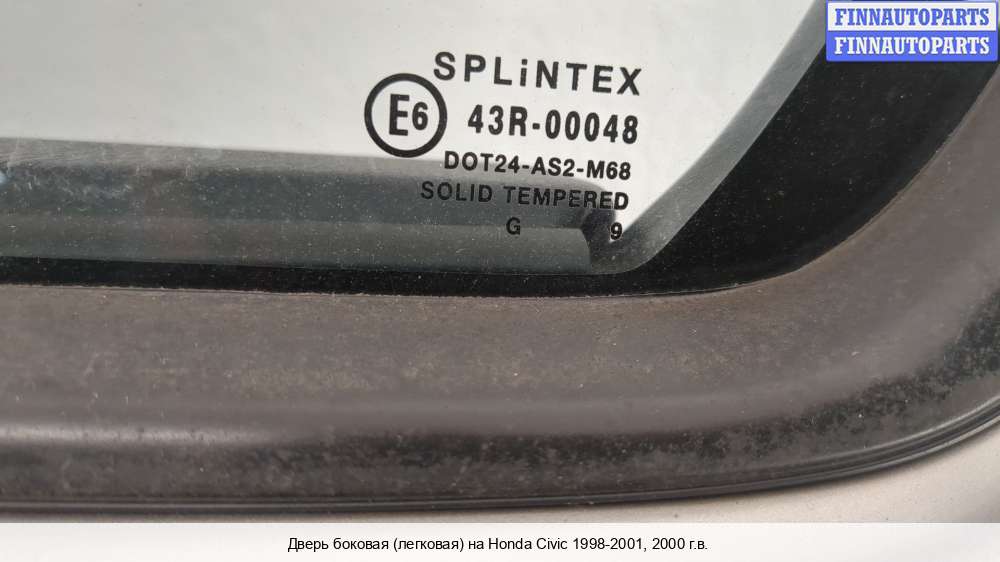 FINNAUTOPARTS
FINNAUTOPARTS
SPLiNTEX
E6 43R-00048
DOT24-AS2-M68
SOLID TEMPERED
G 9
Дверь боковая (легковая) на Honda Civic 1998-2001, 2000 г.в.